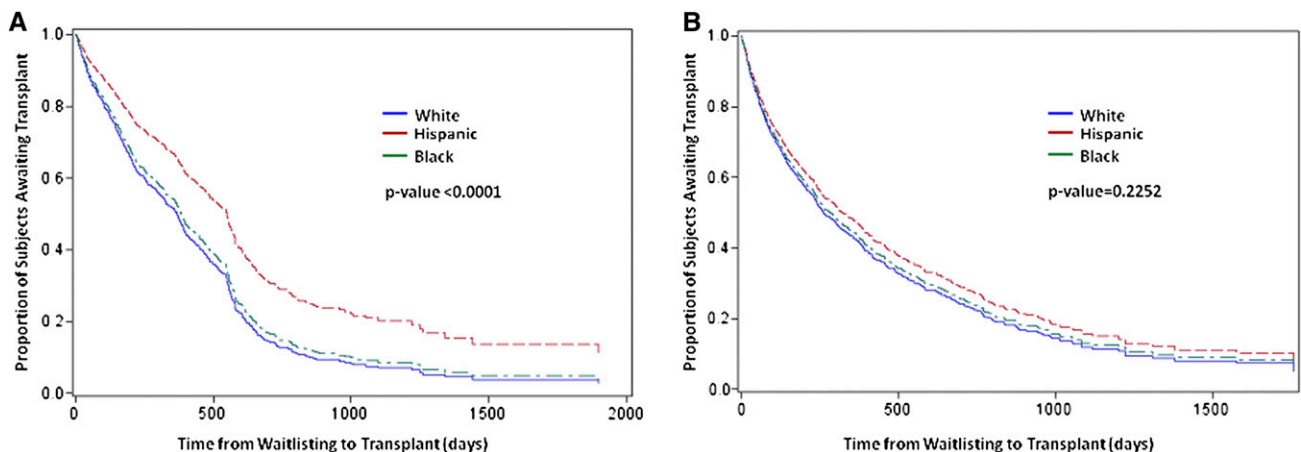 A
Proportion of Subjects Awaiting Transplant
1.0
0.8
0.6
0.4
0.2
0.0
White
Hispanic
Black
p-value <0.0001
0
500
1000
1500
2000
Time from Waitlisting to Transplant (days)
B
Proportion of Subjects Awaiting Transplant
1.0
0.8
0.6
0.4
0.2
0.0
White
Hispanic
Black
p-value=0.2252
0
500
1000
1500
Time from Waitlisting to Transplant (days)